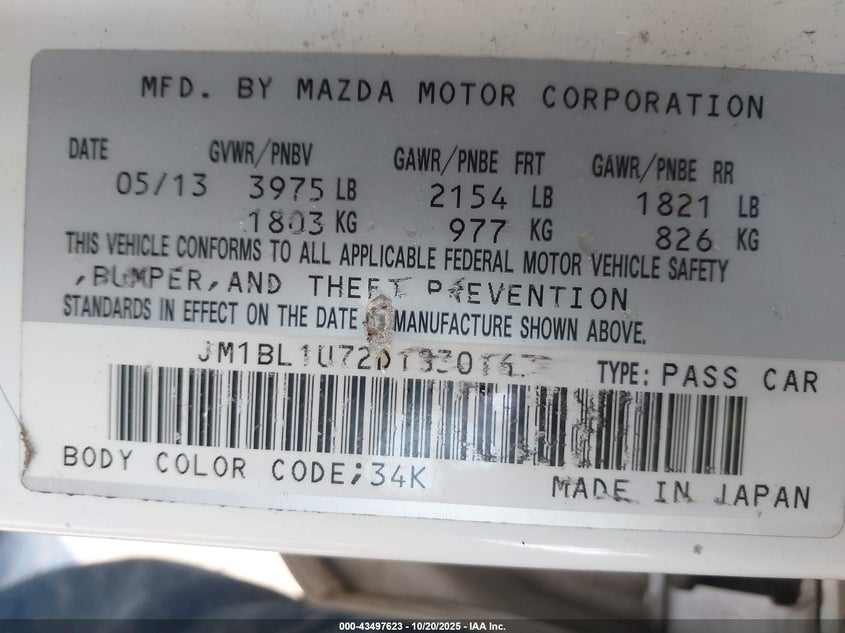 MFD. BY MAZDA MOTOR CORPORATION
DATE GVWR/PNBV GAWR/PNBE FRT GAWR/PNBE RR
05/13 3975 LB 2154 LB 1821 LB
1803 KG 977 KG 826 KG
THIS VEHICLE CONFORMS TO ALL APPLICABLE FEDERAL MOTOR VEHICLE SAFETY
,BUMPER,AND THEFT PREVENTION
STANDARDS IN EFFECT ON THE DATE MANUFACTURE SHOWN ABOVE.
TYPE: PASS CAR
BODY COLOR CODE;34K
MADE IN JAPAN
000-43497623 - 10/20/2025 - IAA Inc.